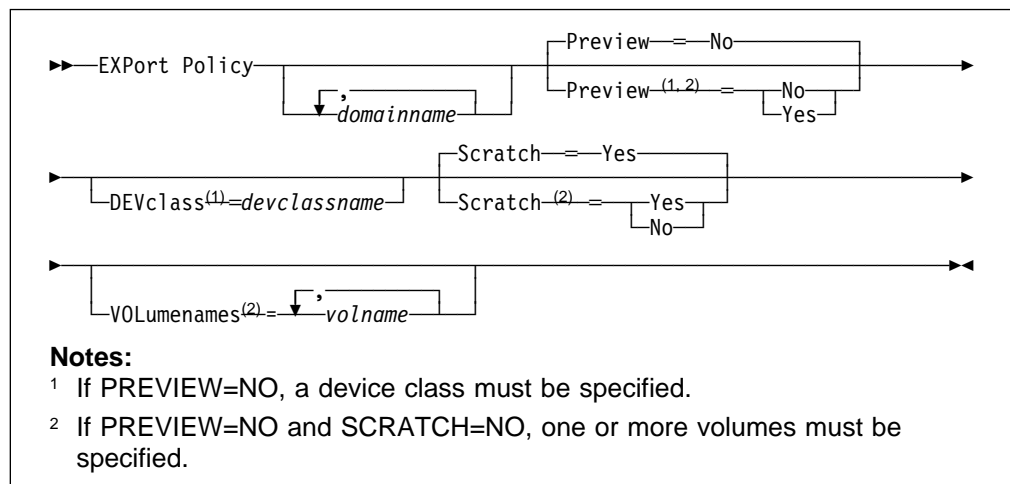 Preview = No
EXPort Policy
Preview (1, 2) = No
, Yes
domainname
Scratch = Yes
DEVclass(1)=devclassname Scratch (2) = Yes
No
,
VOLumenames(2)= volname
Notes:
1 If PREVIEW=NO, a device class must be specified.
2 If PREVIEW=NO and SCRATCH=NO, one or more volumes must be
specified.